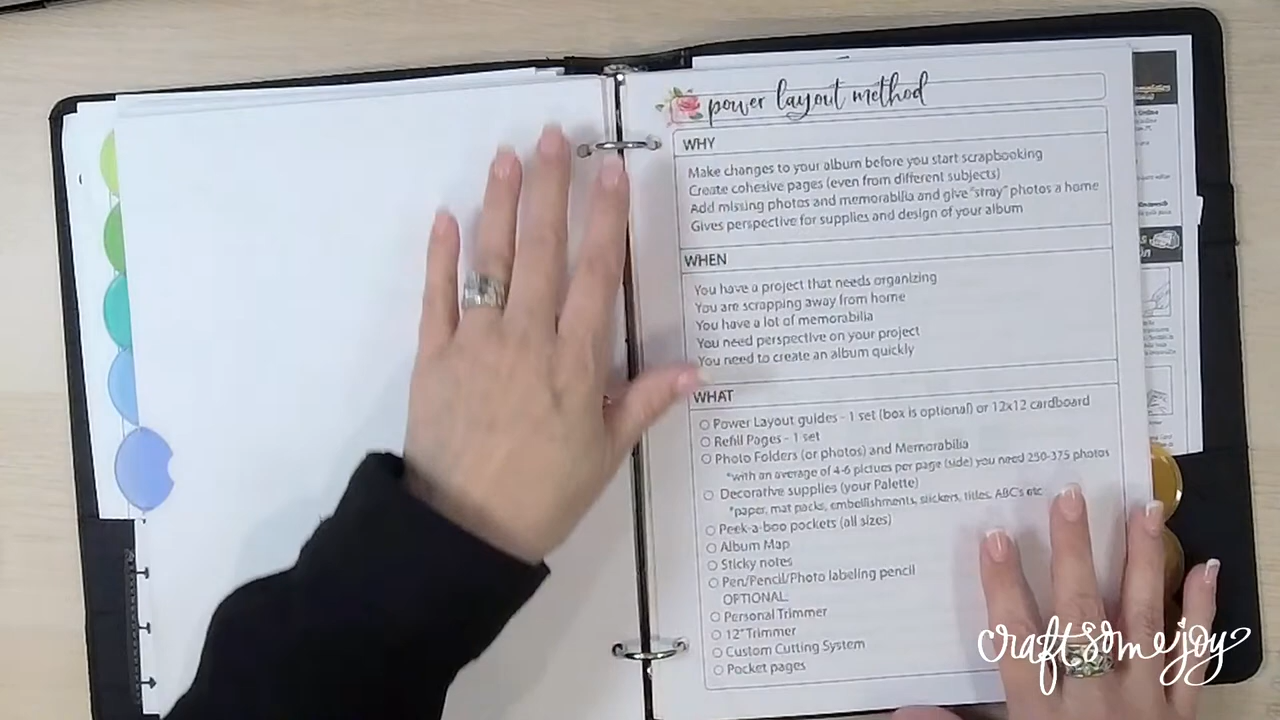 power layout method
WHY
Make changes to your album before you start scrapbooking
Create cohesive pages (even from different subjects)
Add missing photos and memorabilia and give "stray" photos a home
Gives perspective for supplies and design of your album
WHEN
You have a project that needs organizing
You are scrapping away from home
You have a lot of memorabilia
You need perspective on your project
You need to create an album quickly
WHAT
Power Layout guides - 1 set (box is optional) or 12x12 cardboard
Refill Pages - 1 set
Photo Folders (or photos) and Memorabilia
*with an average of 4-6 pictues per page (side) you need 250-375 photos
Decorative supplies (your Palette)
*paper, mat packs, embellishments, stickers, titles, ABC's etc
Peek-a-boo pockets (all sizes)
Album Map
Sticky notes
Pen/Pencil/Photo labeling pencil
OPTIONAL
Personal Trimmer
12" Trimmer
Custom Cutting System
Pocket pages
craftsomejoy